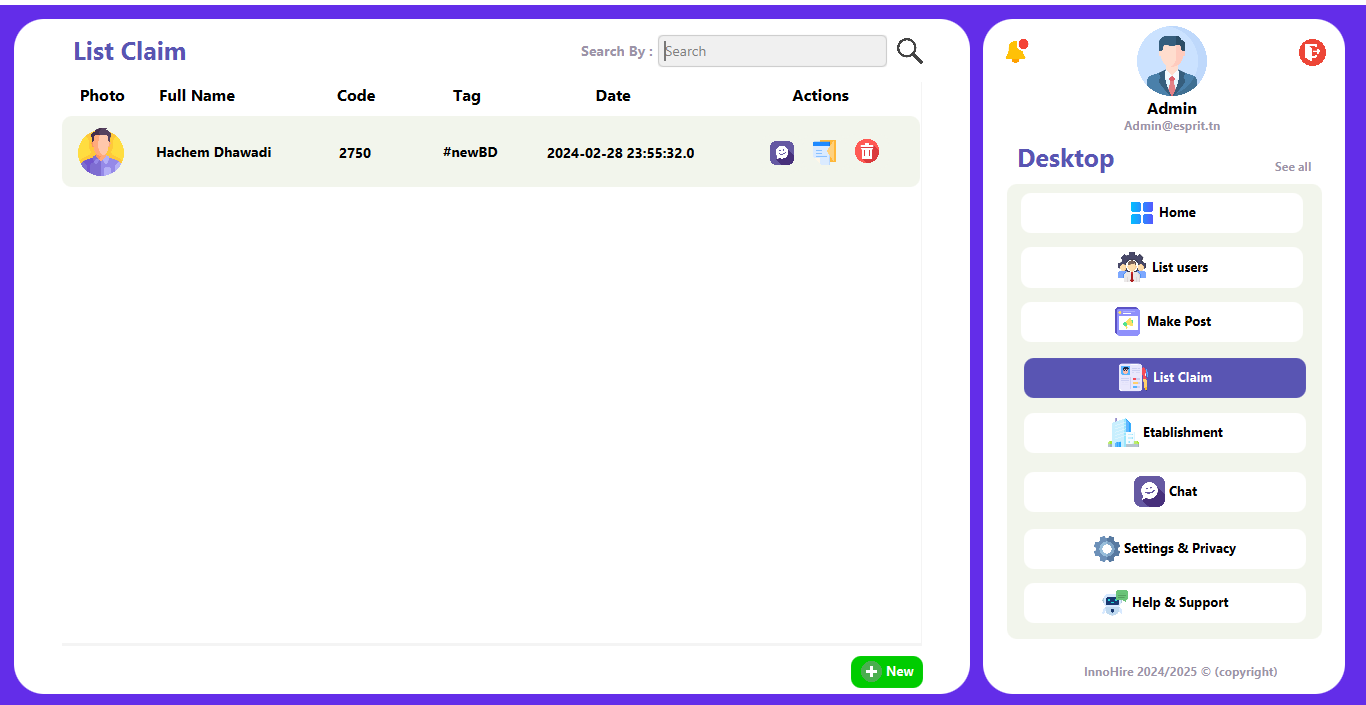 List Claim
Search By :
Search
Photo
Full Name
Code
Tag
Date
Actions
Hachem Dhawadi
2750
#newBD
2024-02-28 23:55:32.0
New
Admin
Admin@esprit.tn
Desktop
See all
Home
List users
Make Post
List Claim
Etablishment
Chat
Settings & Privacy
Help & Support
InnoHire 2024/2025 © (copyright)